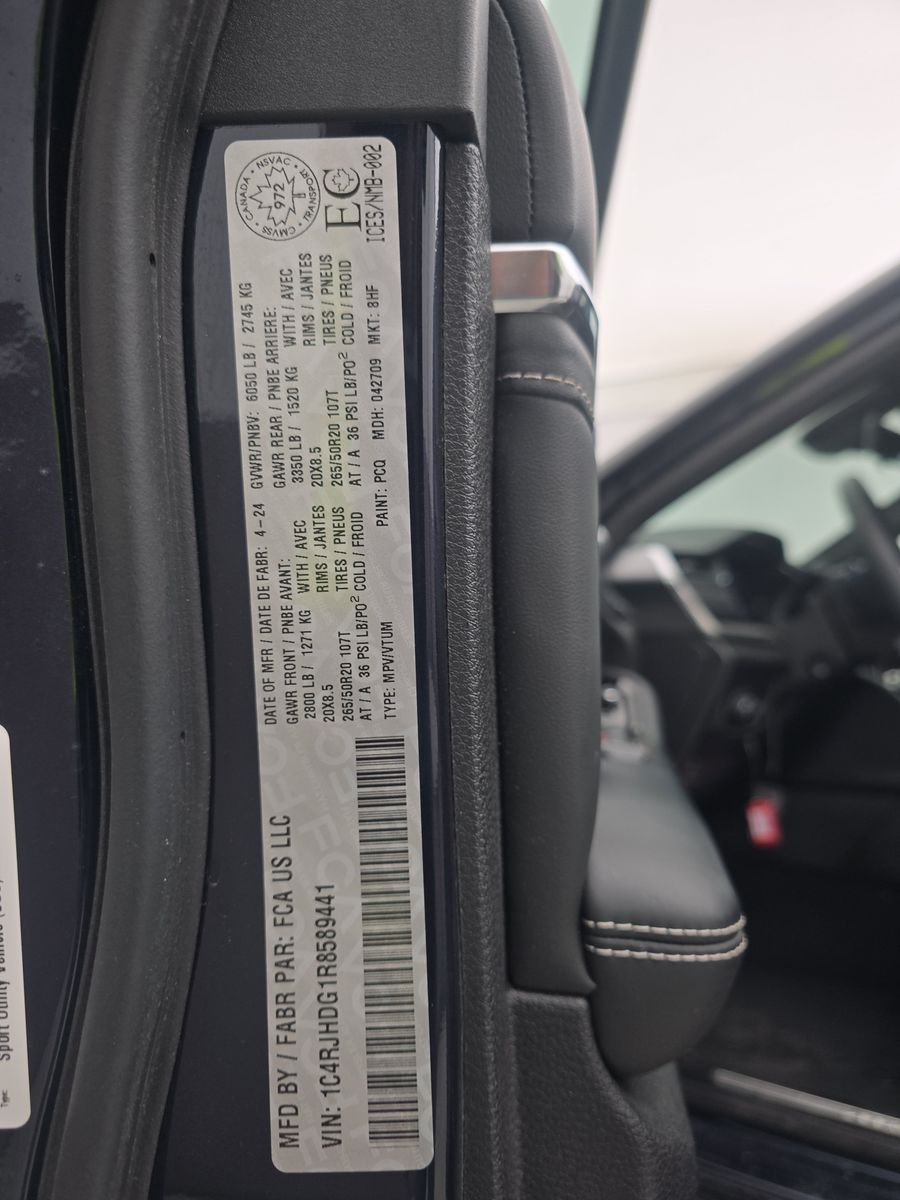 MFD BY / FABR PAR: FCA US LLC
VIN: 1C4RJHDG1R8589441
DATE OF MFR / DATE DE FABR: 4-24 GVWR/PNBV: 6050 LB / 2745 KG
GAWR FRONT / PNBE AVANT: GAWR REAR / PNBE ARRIERE:
2800 LB / 1271 KG WITH / AVEC 3350 LB / 1520 KG WITH / AVEC
20X8.5 RIMS / JANTES 20X8.5 RIMS / JANTES
265/50R20 107T TIRES / PNEUS 265/50R20 107T TIRES / PNEUS
AT / A 36 PSI LB/PO² COLD / FROID AT / A 36 PSI LB/PO² COLD / FROID
TYPE: MPV/VTUM PAINT: PCQ MDH: 042709 MKT: 8HF
CANADA · NSVAC · TRANSPORT · CMVSS
972
EC
ICES/NMB-002
Sport Utility
Type: